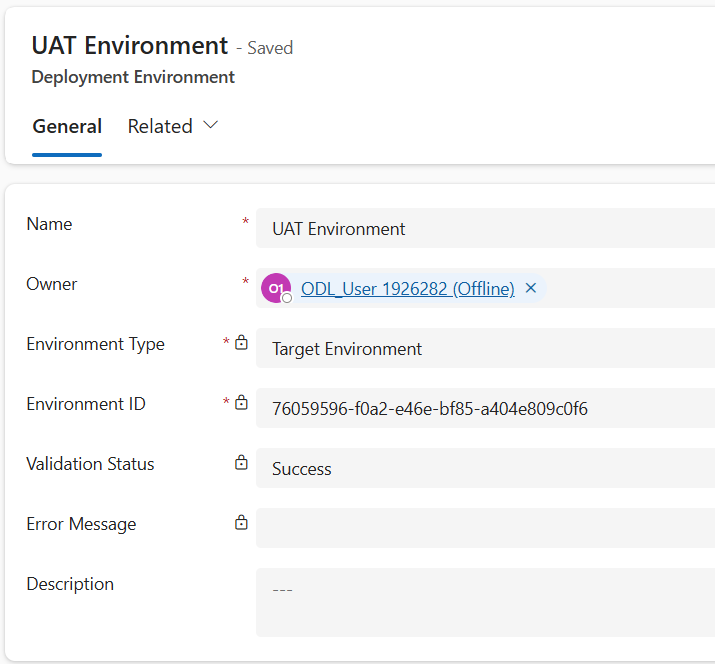 UAT Environment - Saved
Deployment Environment
General Related
Name * UAT Environment
Owner * O1 ODL_User 1926282 (Offline)
Environment Type * Target Environment
Environment ID * 76059596-f0a2-e46e-bf85-a404e809c0f6
Validation Status Success
Error Message
Description ---